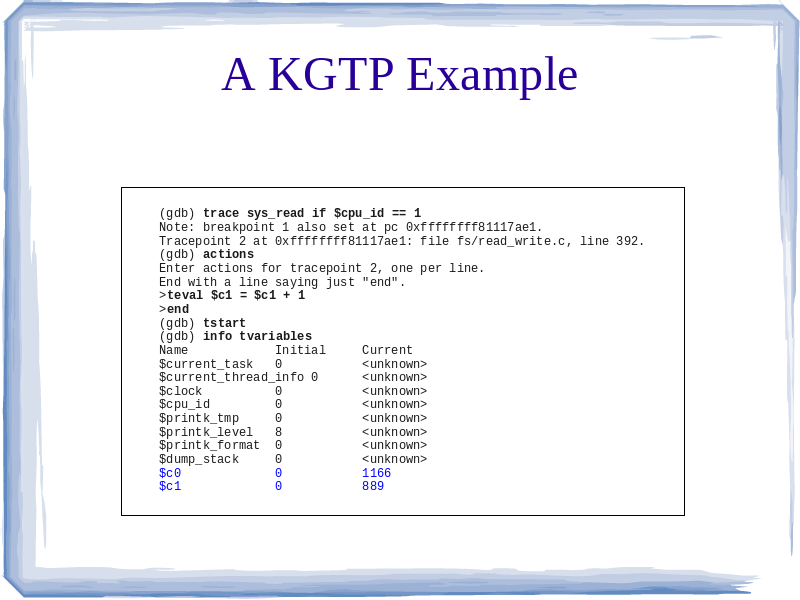 A KGTP Example
(gdb) trace sys_read if $cpu_id == 1
Note: breakpoint 1 also set at pc 0xffffffff81117ae1.
Tracepoint 2 at 0xffffffff81117ae1: file fs/read_write.c, line 392.
(gdb) actions
Enter actions for tracepoint 2, one per line.
End with a line saying just "end".
>teval $c1 = $c1 + 1
>end
(gdb) tstart
(gdb) info tvariables
Name            Initial     Current
$current_task   0           <unknown>
$current_thread_info 0      <unknown>
$clock          0           <unknown>
$cpu_id         0           <unknown>
$printk_tmp     0           <unknown>
$printk_level   8           <unknown>
$printk_format  0           <unknown>
$dump_stack     0           <unknown>
$c0             0           1166
$c1             0           889